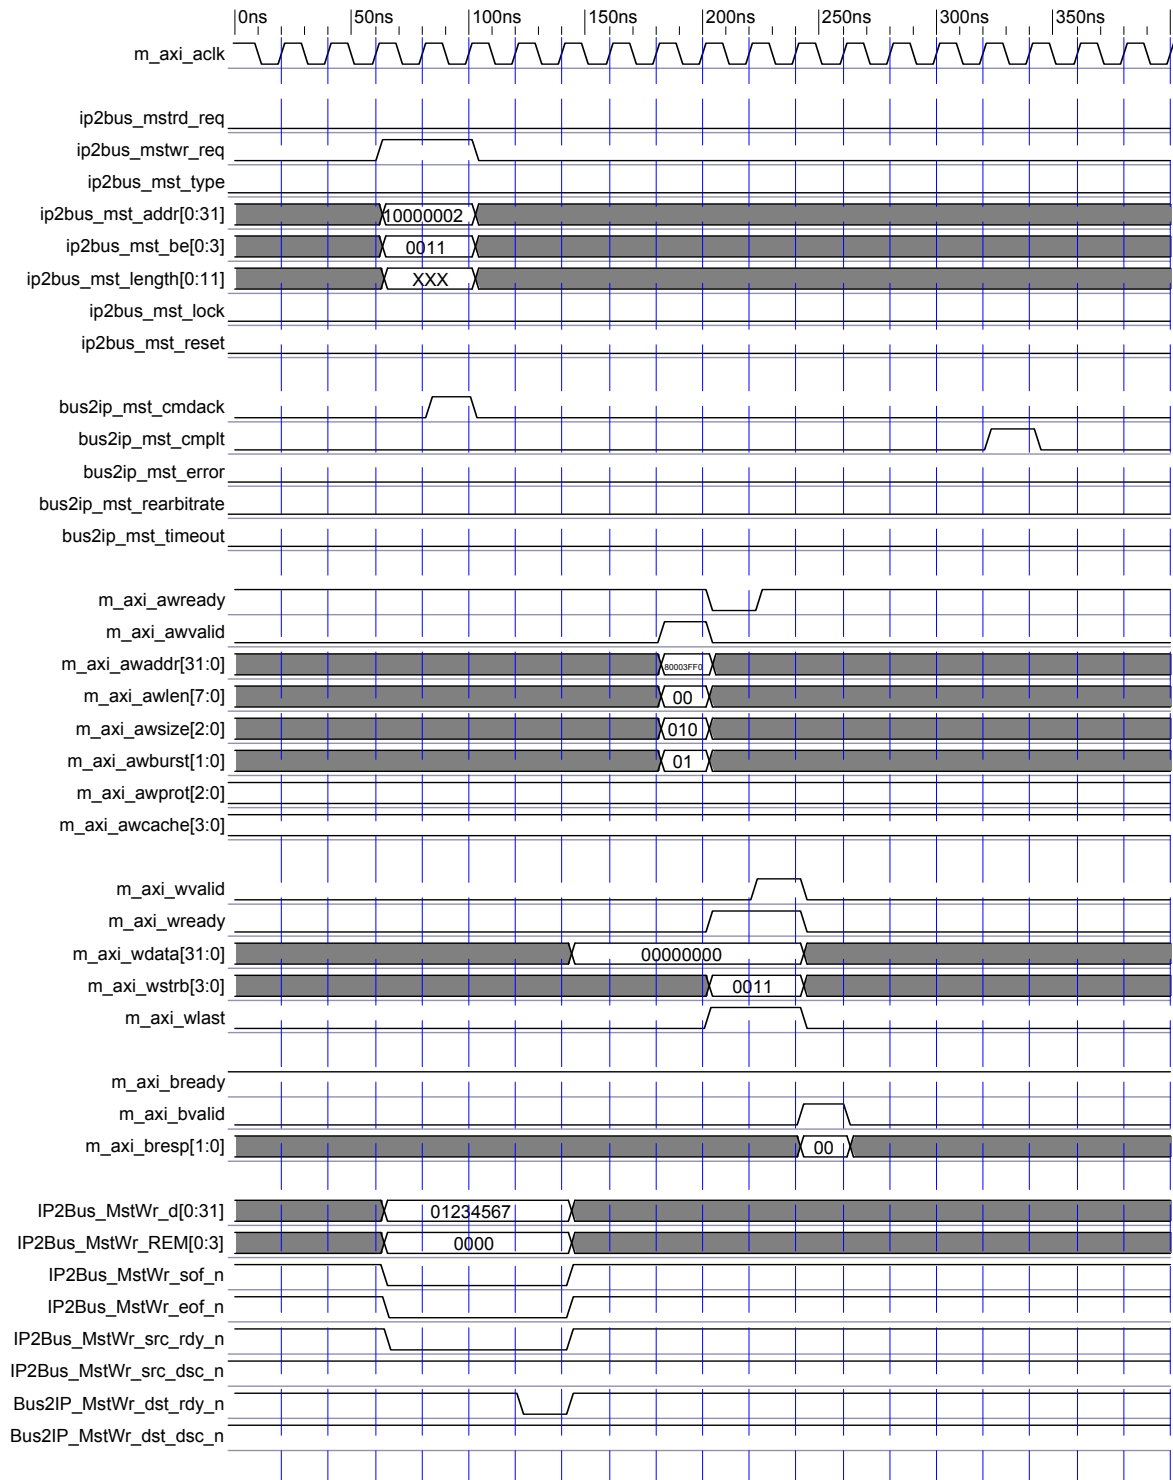 0ns 50ns 100ns 150ns 200ns 250ns 300ns 350ns
m_axi_aclk
ip2bus_mstrd_req
ip2bus_mstwr_req
ip2bus_mst_type
ip2bus_mst_addr[0:31] 10000002
ip2bus_mst_be[0:3] 0011
ip2bus_mst_length[0:11] XXX
ip2bus_mst_lock
ip2bus_mst_reset
bus2ip_mst_cmdack
bus2ip_mst_cmplt
bus2ip_mst_error
bus2ip_mst_rearbitrate
bus2ip_mst_timeout
m_axi_awready
m_axi_awvalid
m_axi_awaddr[31:0] 80003FF0
m_axi_awlen[7:0] 00
m_axi_awsize[2:0] 010
m_axi_awburst[1:0] 01
m_axi_awprot[2:0]
m_axi_awcache[3:0]
m_axi_wvalid
m_axi_wready
m_axi_wdata[31:0] 00000000
m_axi_wstrb[3:0] 0011
m_axi_wlast
m_axi_bready
m_axi_bvalid
m_axi_bresp[1:0] 00
IP2Bus_MstWr_d[0:31] 01234567
IP2Bus_MstWr_REM[0:3] 0000
IP2Bus_MstWr_sof_n
IP2Bus_MstWr_eof_n
IP2Bus_MstWr_src_rdy_n
IP2Bus_MstWr_src_dsc_n
Bus2IP_MstWr_dst_rdy_n
Bus2IP_MstWr_dst_dsc_n